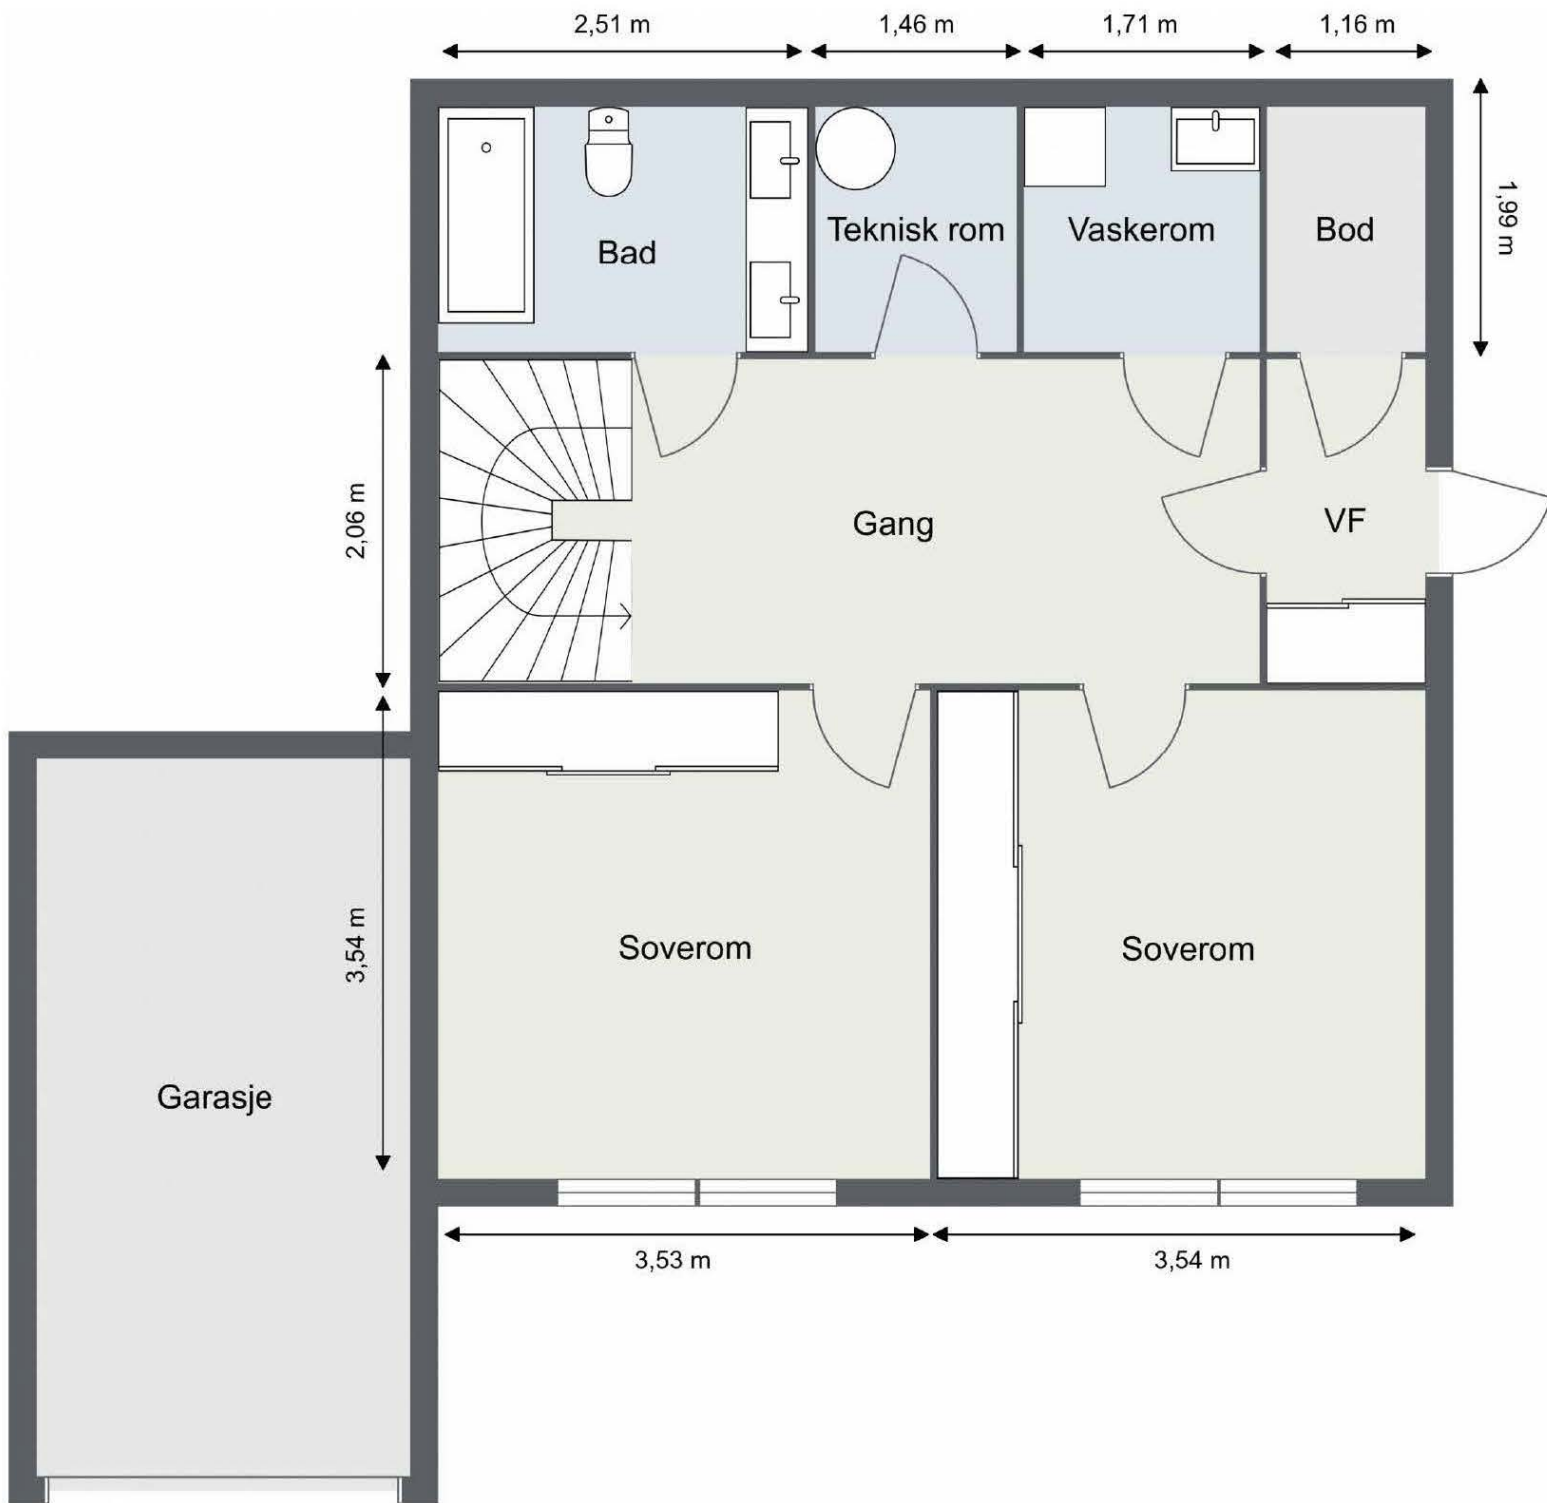 2,51 m
1,46 m
1,71 m
1,16 m
1,99 m
Bad
Teknisk rom
Vaskerom
Bod
2,06 m
Gang
VF
3,54 m
Soverom
Soverom
Garasje
3,53 m
3,54 m